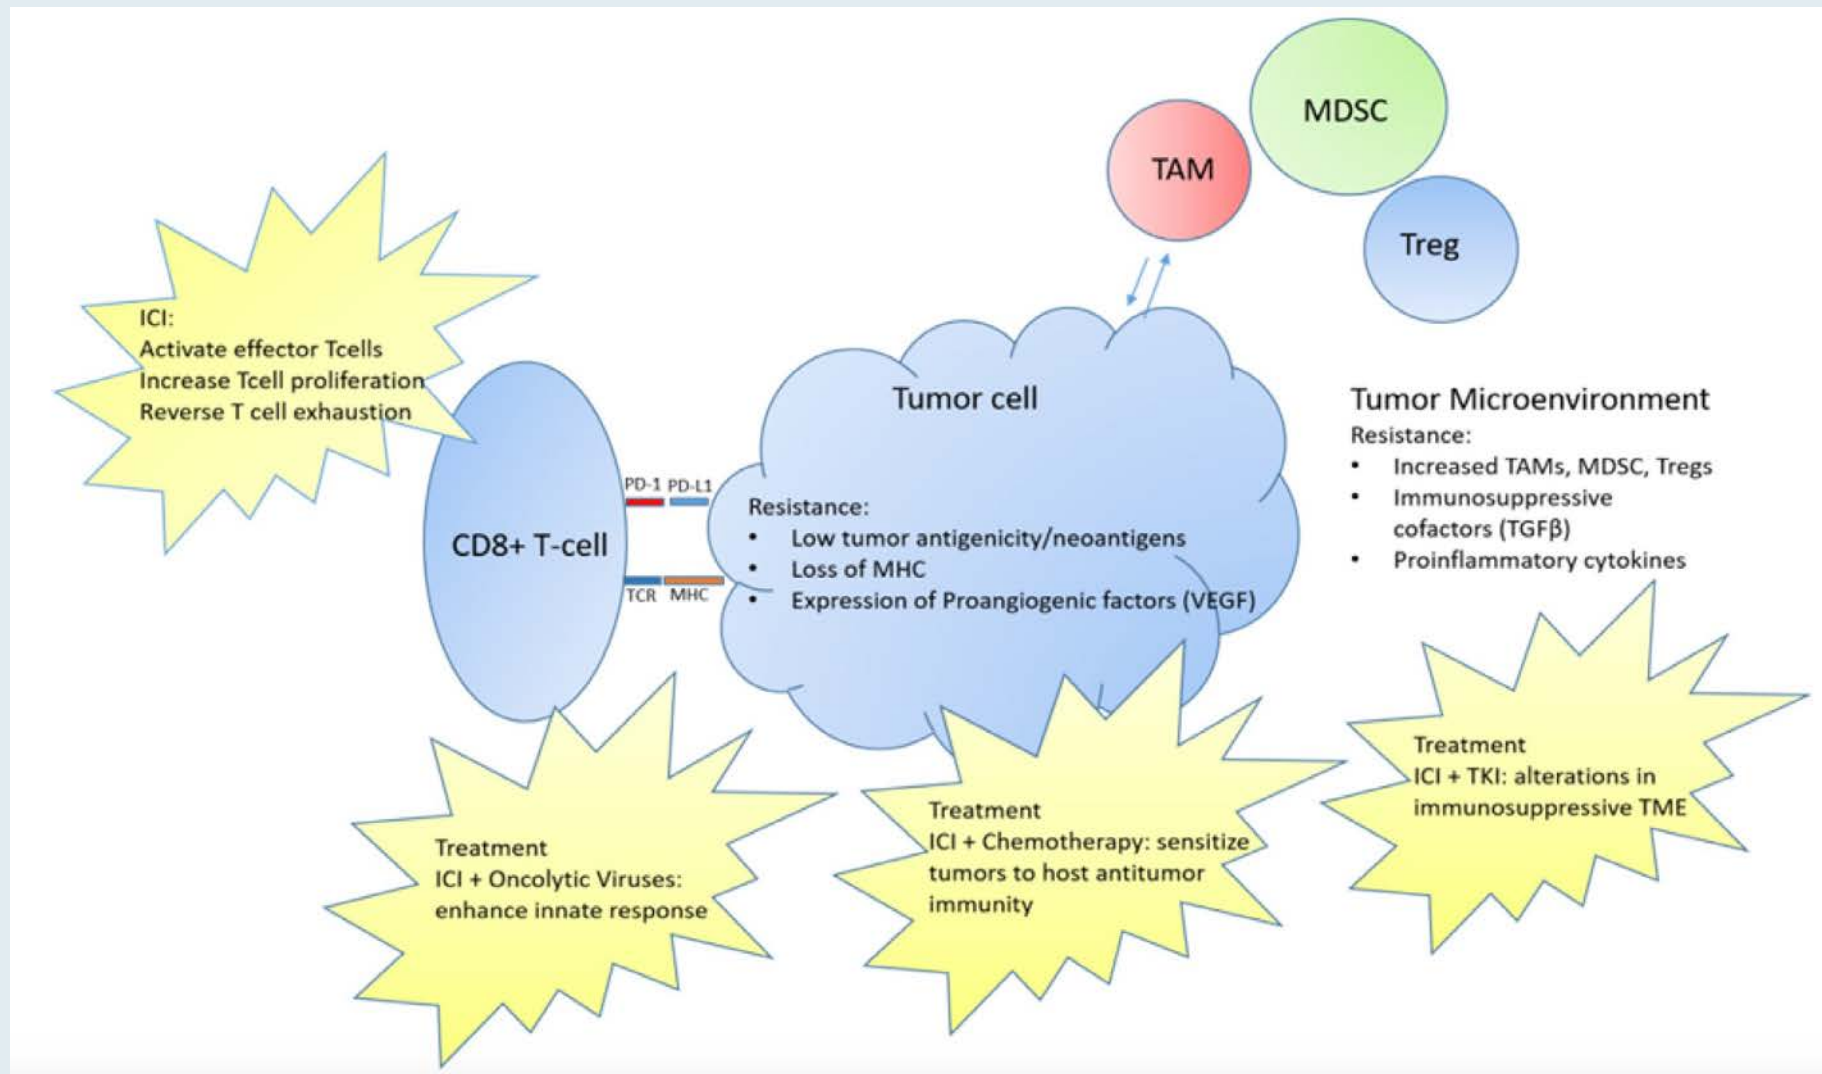 MDSC
TAM
Treg
ICI:
Activate effector Tcells
Increase Tcell proliferation
Reverse T cell exhaustion
Tumor cell
CD8+ T-cell
PD-1 PD-L1
TCR MHC
Resistance:
• Low tumor antigenicity/neoantigens
• Loss of MHC
• Expression of Proangiogenic factors (VEGF)
Tumor Microenvironment
Resistance:
• Increased TAMs, MDSC, Tregs
• Immunosuppressive
cofactors (TGFβ)
• Proinflammatory cytokines
Treatment
ICI + Oncolytic Viruses:
enhance innate response
Treatment
ICI + Chemotherapy: sensitize
tumors to host antitumor
immunity
Treatment
ICI + TKI: alterations in
immunosuppressive TME